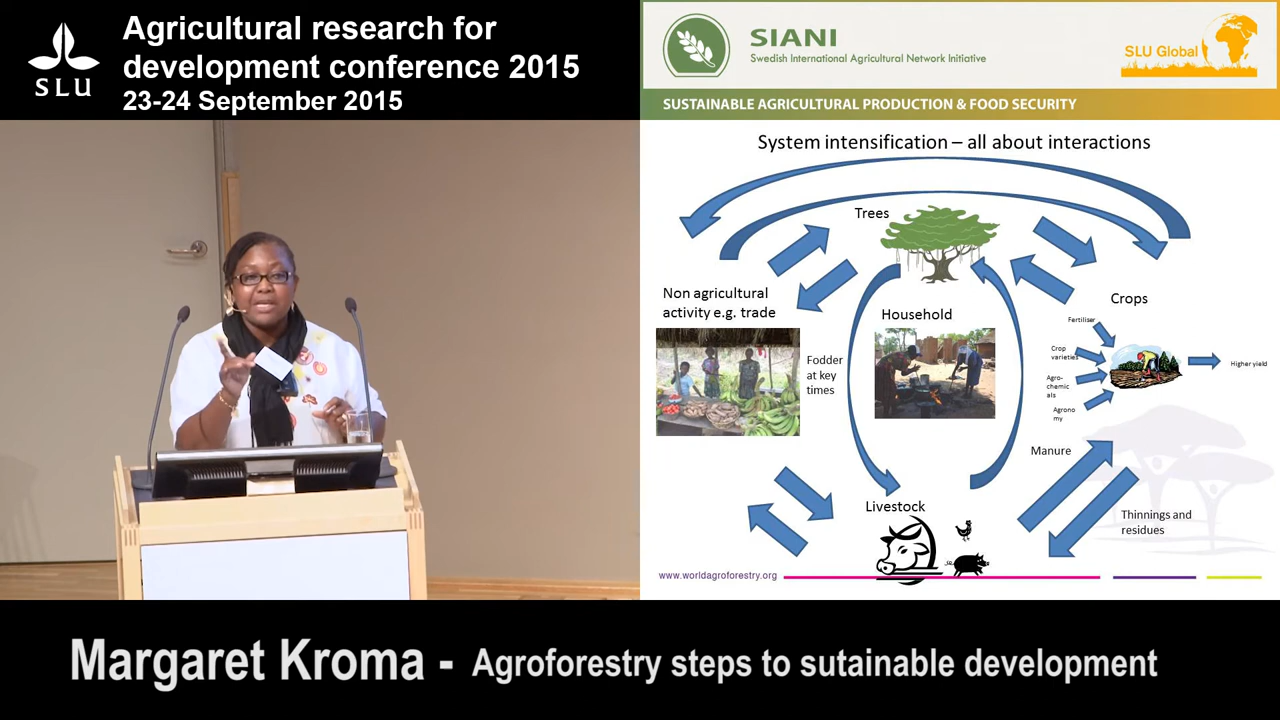 SLU
Agricultural research for
development conference 2015
23-24 September 2015
SIANI
Swedish International Agricultural Network Initiative
SLU Global
SUSTAINABLE AGRICULTURAL PRODUCTION & FOOD SECURITY
System intensification – all about interactions
Trees
Non agricultural
activity e.g. trade
Household
Crops
Fertiliser
Crop
varieties
Agro-
chemic
als
Agrono
my
Higher yield
Fodder
at key
times
Manure
Livestock
Thinnings and
residues
www.worldagroforestry.org
Margaret Kroma - Agroforestry steps to sutainable development